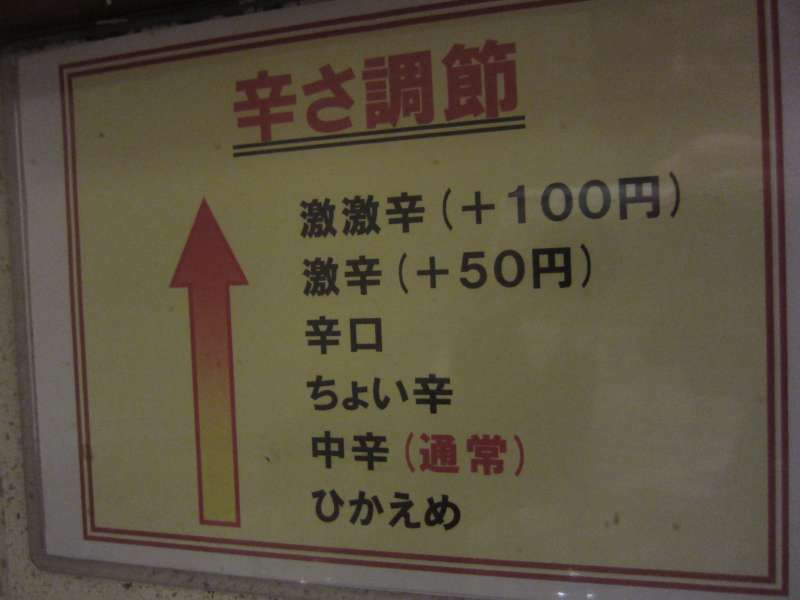 辛さ調節
激激辛(+100円)
激辛(+50円)
辛口
ちょい辛
中辛(通常)
ひかえめ